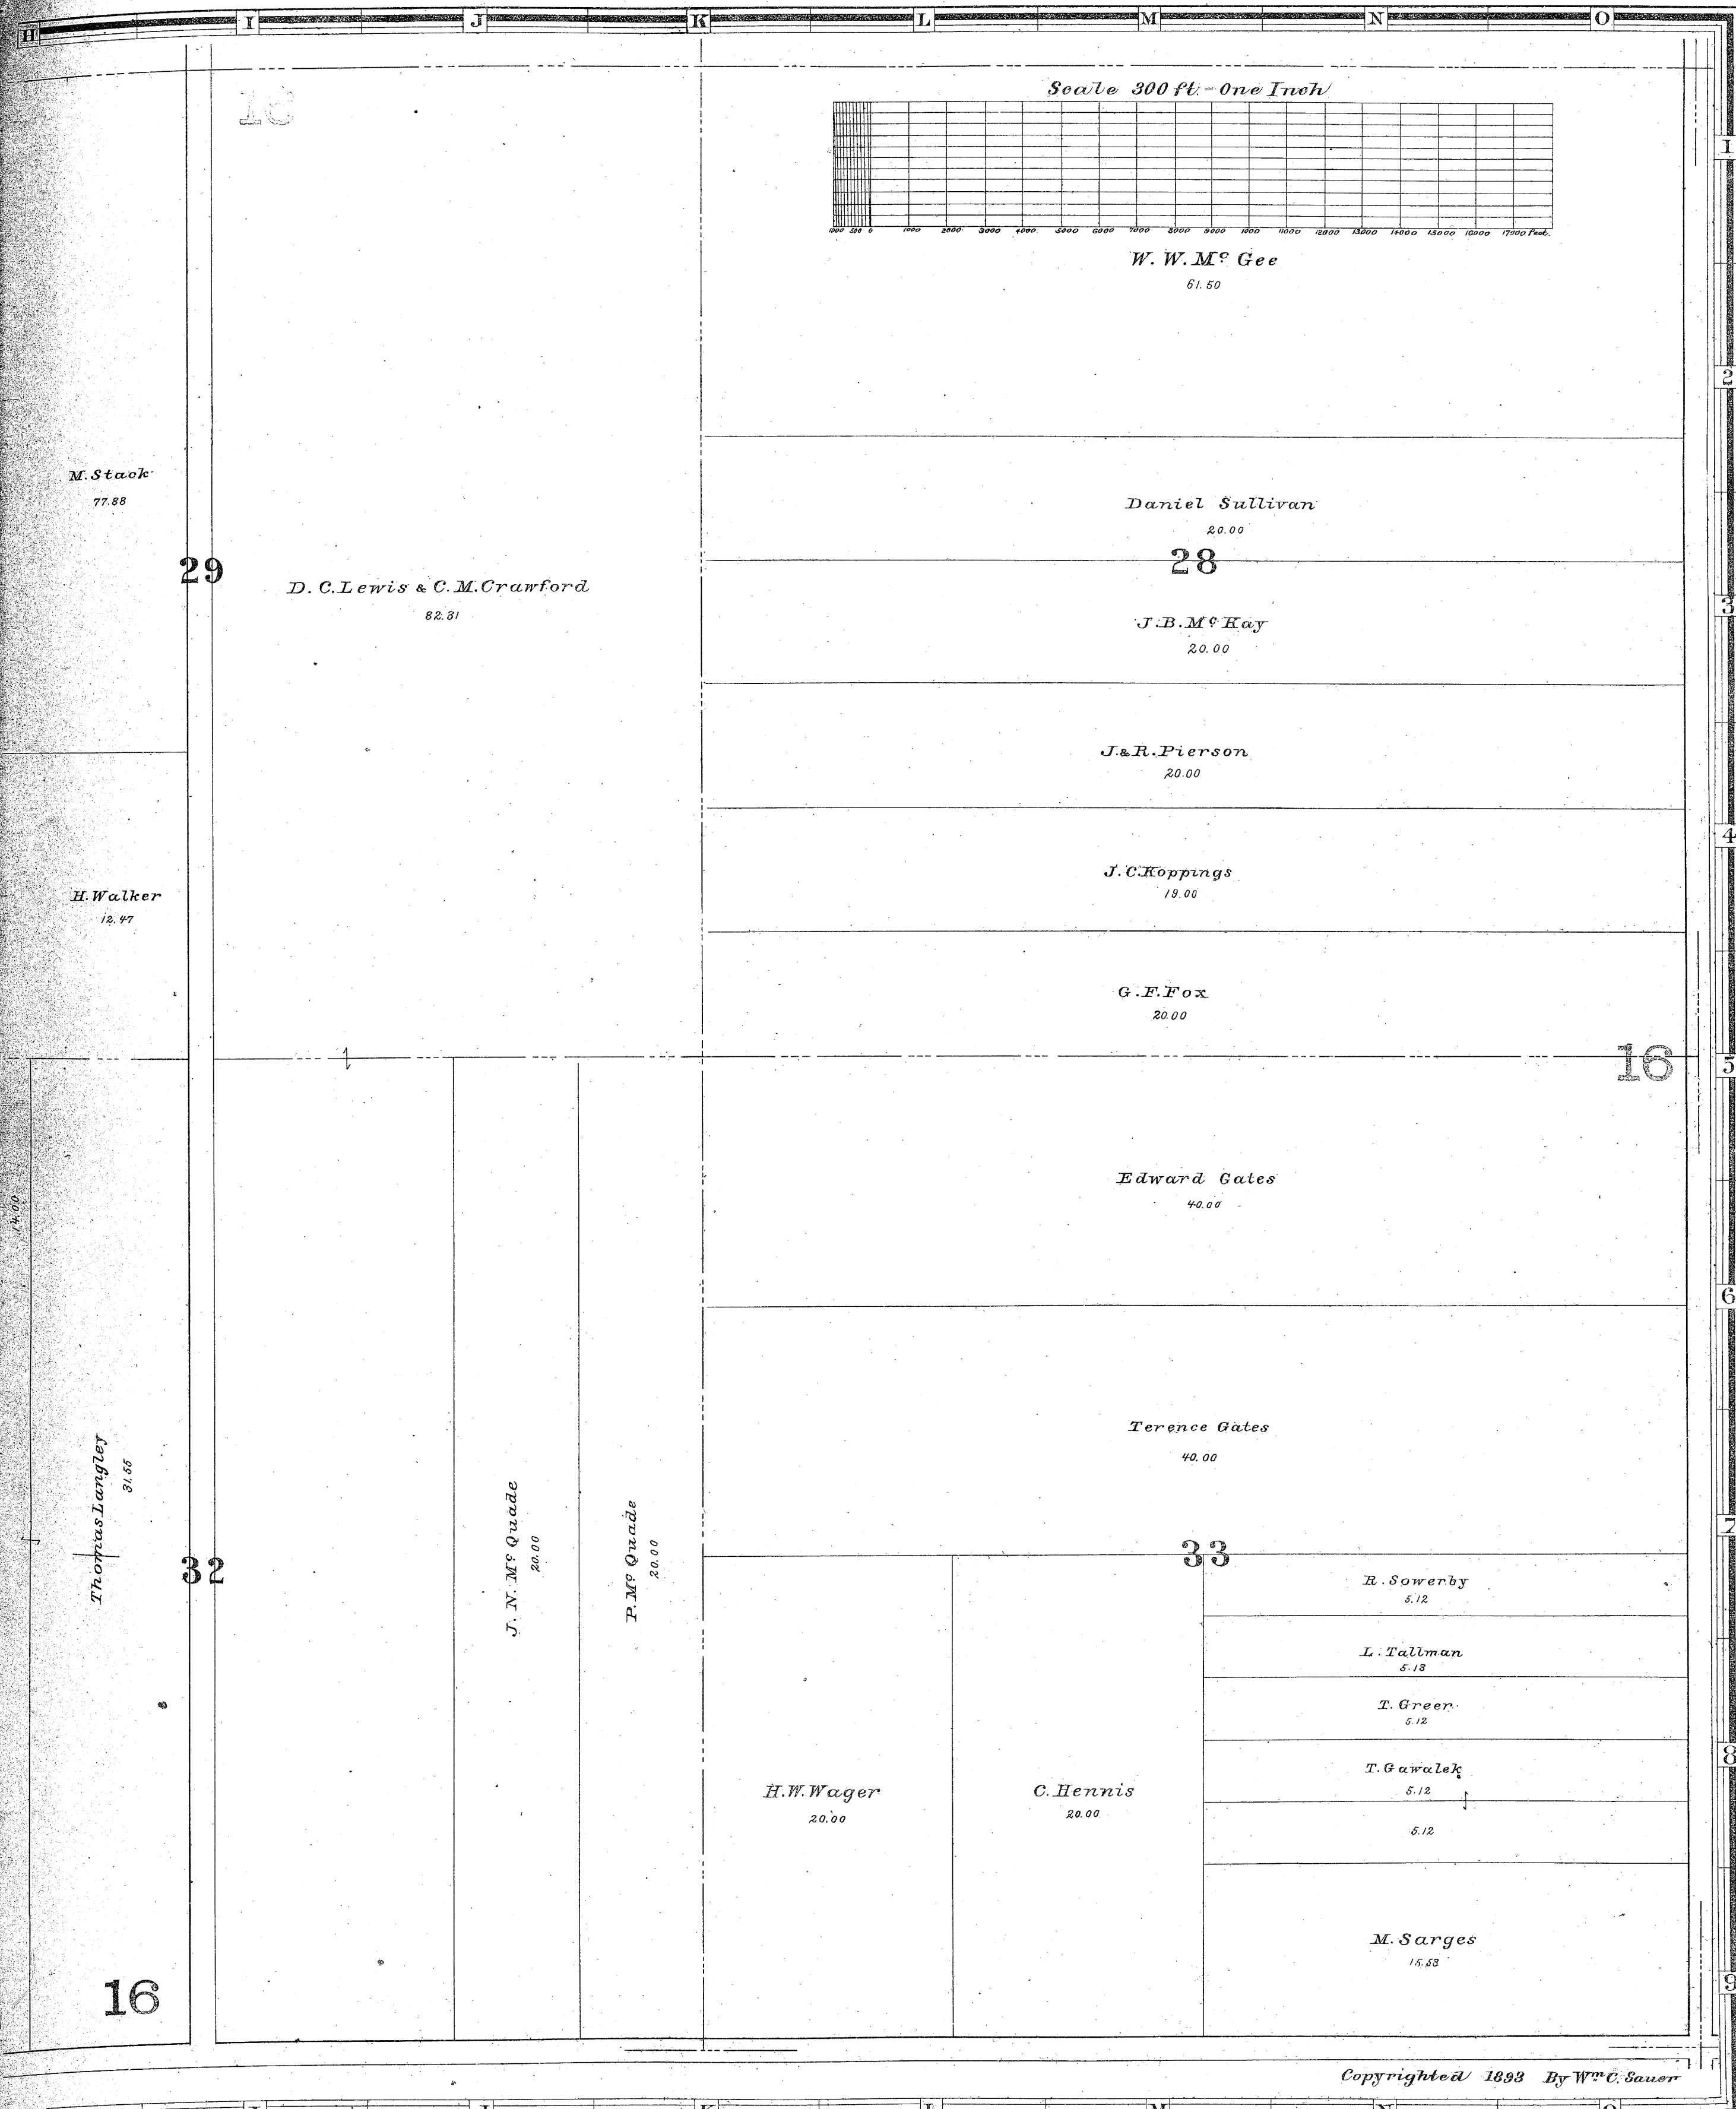 H I J K L M N O
16
Scale 300 ft. = One Inch
1000 500 0 1000 2000 3000 4000 5000 6000 7000 8000 9000 1000 11000 12000 13000 14000 15000 16000 17000 Feet.
1
W. W. Mc Gee
61.50
2
M. Stack
77.88
Daniel Sullivan
20.00
29
28
D. C. Lewis & C. M. Crawford
82.31
3
J. B. Mc Kay
20.00
J. & R. Pierson
20.00
4
J. C. Koppings
19.00
H. Walker
12.47
G. F. Fox
20.00
16
5
Edward Gates
40.00
14.00
6
Terence Gates
40.00
Thomas Langley
31.55
J. N. Mc Quade
20.00
P. Mc Quade
20.00
7
32
33
R. Sowerby
5.12
L. Tallman
5.13
T. Greer
5.12
8
T. Gawalek
5.12
H. W. Wager
20.00
C. Hennis
20.00
5.12
M. Sarges
15.53
16
9
Copyrighted 1893 By Wm. C. Sauer
I J K L M N O